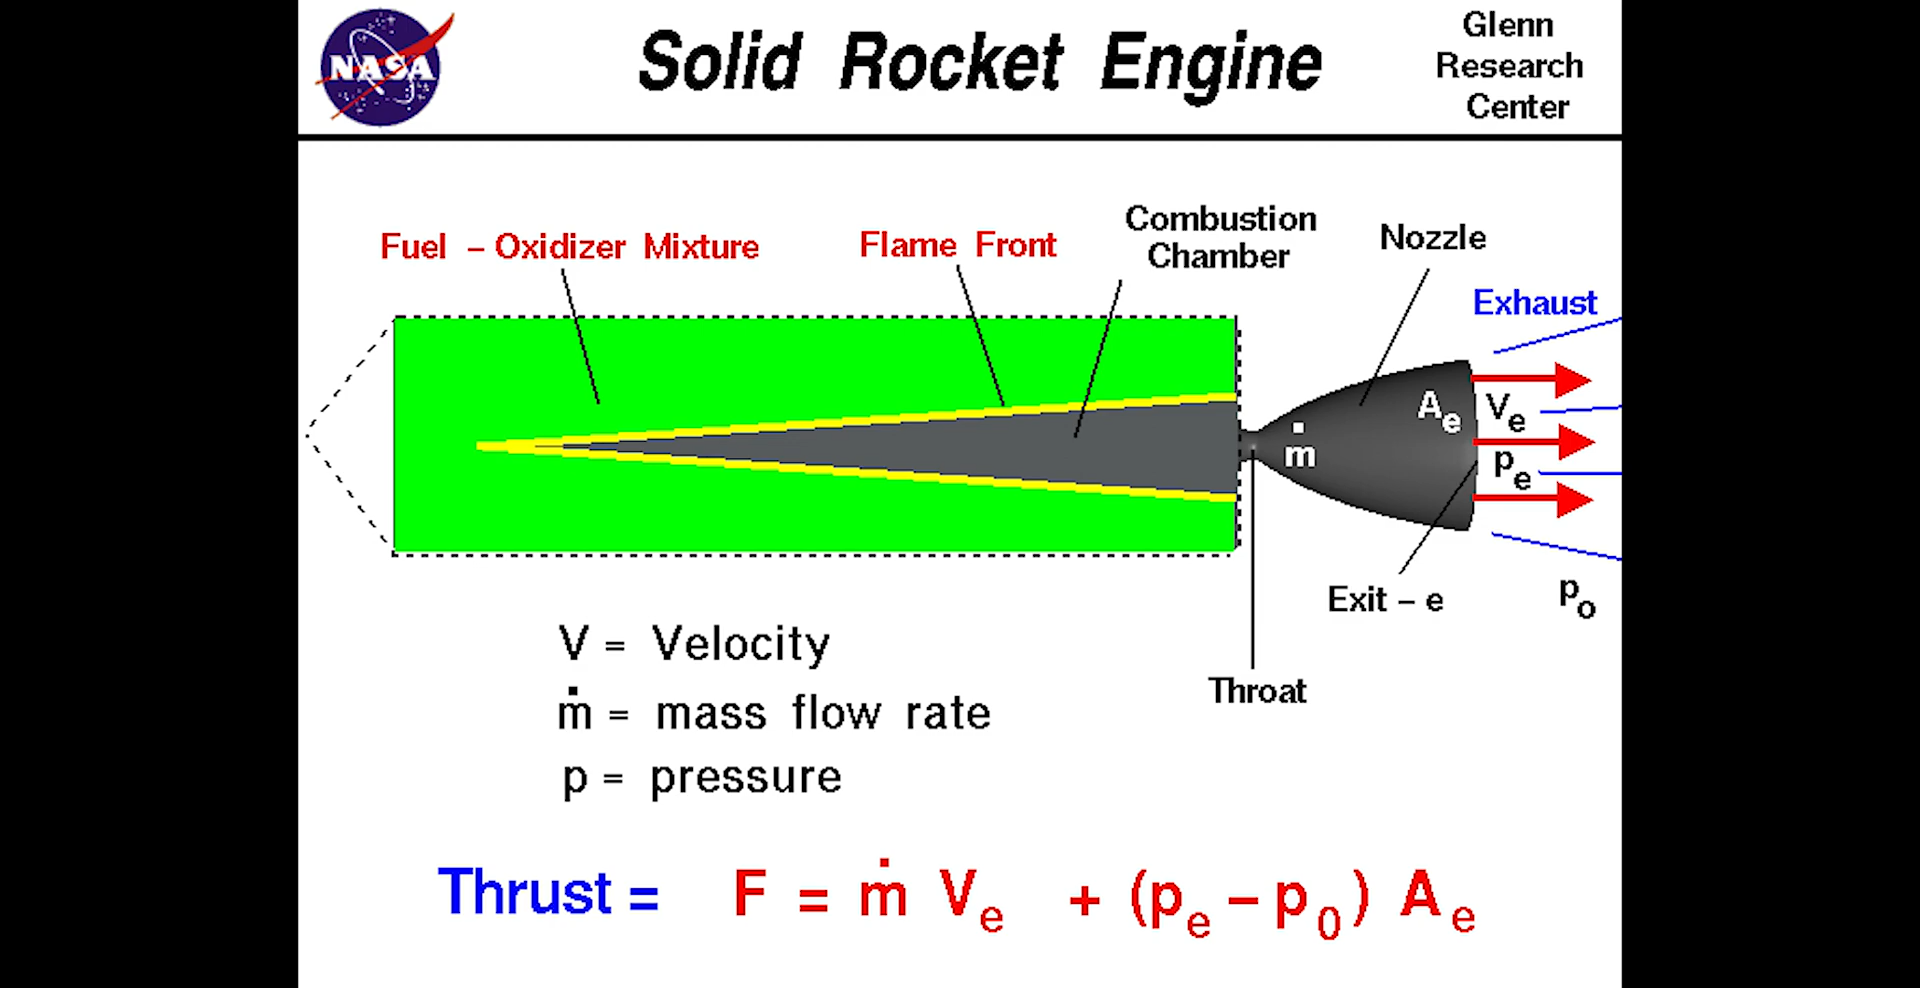 NASA
Solid Rocket Engine
Glenn
Research
Center
Fuel – Oxidizer Mixture
Flame Front
Combustion
Chamber
Nozzle
Exhaust
Ae
Ve
ṁ
pe
Exit – e
po
Throat
V = Velocity
ṁ = mass flow rate
p = pressure
Thrust = F = ṁ Ve + (pe – p0) Ae